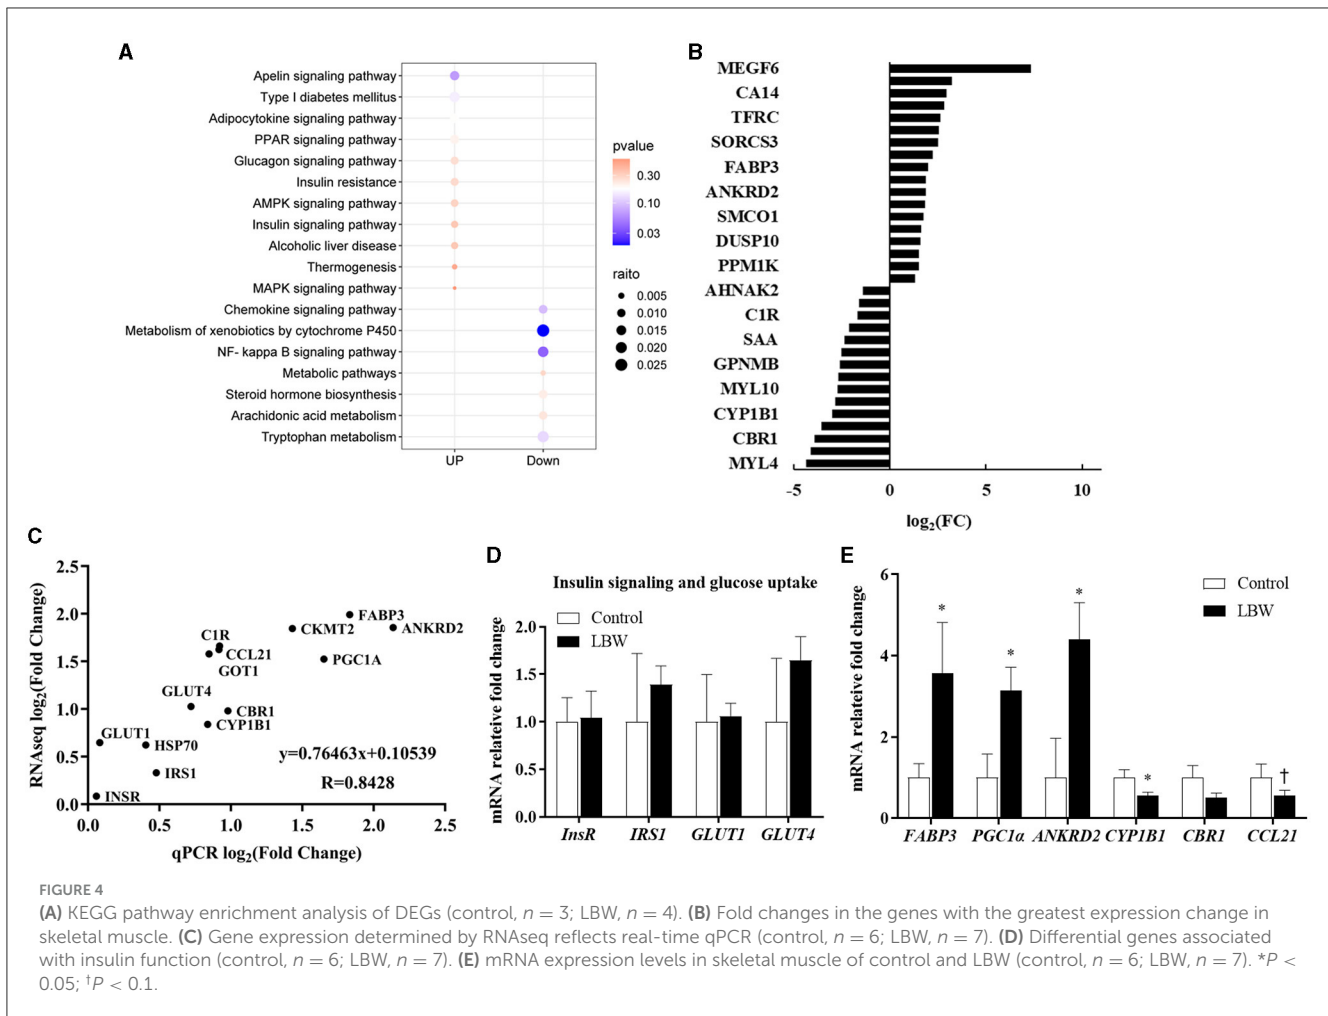 A
Apelin signaling pathway
Type I diabetes mellitus
Adipocytokine signaling pathway
PPAR signaling pathway
Glucagon signaling pathway
Insulin resistance
AMPK signaling pathway
Insulin signaling pathway
Alcoholic liver disease
Thermogenesis
MAPK signaling pathway
Chemokine signaling pathway
Metabolism of xenobiotics by cytochrome P450
NF- kappa B signaling pathway
Metabolic pathways
Steroid hormone biosynthesis
Arachidonic acid metabolism
Tryptophan metabolism
UP Down
pvalue
0.30
0.10
0.03
raito
0.005
0.010
0.015
0.020
0.025
B
MEGF6
CA14
TFRC
SORCS3
FABP3
ANKRD2
SMCO1
DUSP10
PPM1K
AHNAK2
C1R
SAA
GPNMB
MYL10
CYP1B1
CBR1
MYL4
-5 0 5 10
log2(FC)
C
RNAseq log2(Fold Change)
2.5
2.0
1.5
1.0
0.5
0.0
FABP3
CKMT2
ANKRD2
C1R
CCL21
PGC1A
GOT1
GLUT4
CBR1
CYP1B1
GLUT1
HSP70
IRS1
INSR
y=0.76463x+0.10539
R=0.8428
0.0 0.5 1.0 1.5 2.0 2.5
qPCR log2(Fold Change)
D
Insulin signaling and glucose uptake
Control
LBW
mRNA relateive fold change
2.0
1.5
1.0
0.5
0.0
InsR IRS1 GLUT1 GLUT4
E
Control
LBW
mRNA relateive fold change
6
4
2
0
* * * * †
FABP3 PGC1α ANKRD2 CYP1B1 CBR1 CCL21
FIGURE 4
(A) KEGG pathway enrichment analysis of DEGs (control, n = 3; LBW, n = 4). (B) Fold changes in the genes with the greatest expression change in
skeletal muscle. (C) Gene expression determined by RNAseq reflects real-time qPCR (control, n = 6; LBW, n = 7). (D) Differential genes associated
with insulin function (control, n = 6; LBW, n = 7). (E) mRNA expression levels in skeletal muscle of control and LBW (control, n = 6; LBW, n = 7). *P <
0.05; †P < 0.1.